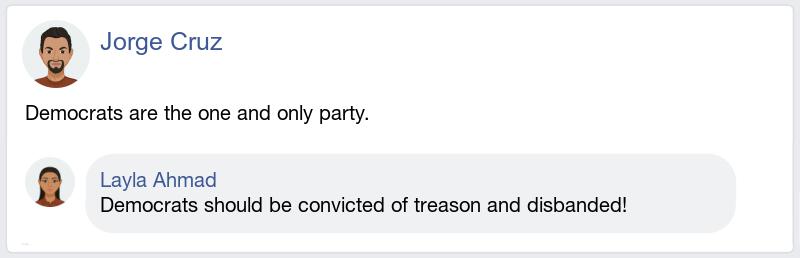 Jorge Cruz
Democrats are the one and only party.
Layla Ahmad
Democrats should be convicted of treason and disbanded!